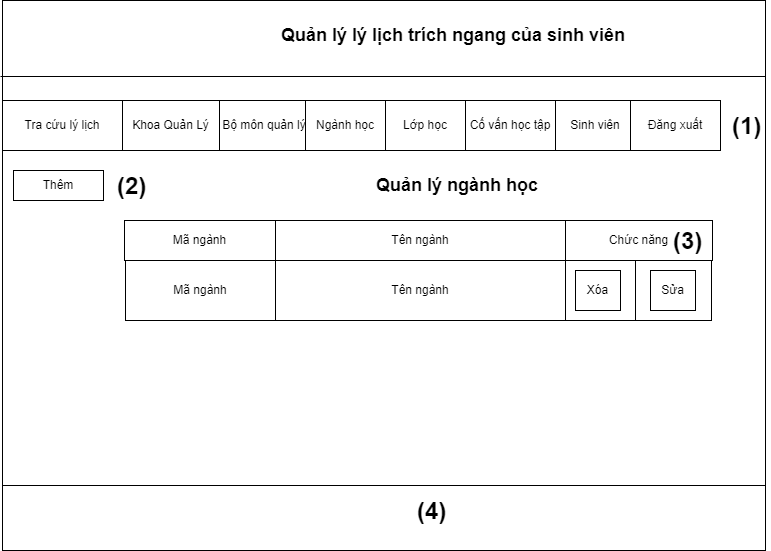 Quản lý lý lịch trích ngang của sinh viên
Tra cứu lý lịch Khoa Quản Lý Bộ môn quản lý Ngành học Lớp học Cố vấn học tập Sinh viên Đăng xuất (1)
Thêm (2) Quản lý ngành học
Mã ngành Tên ngành Chức năng (3)
Mã ngành Tên ngành Xóa Sửa
(4)